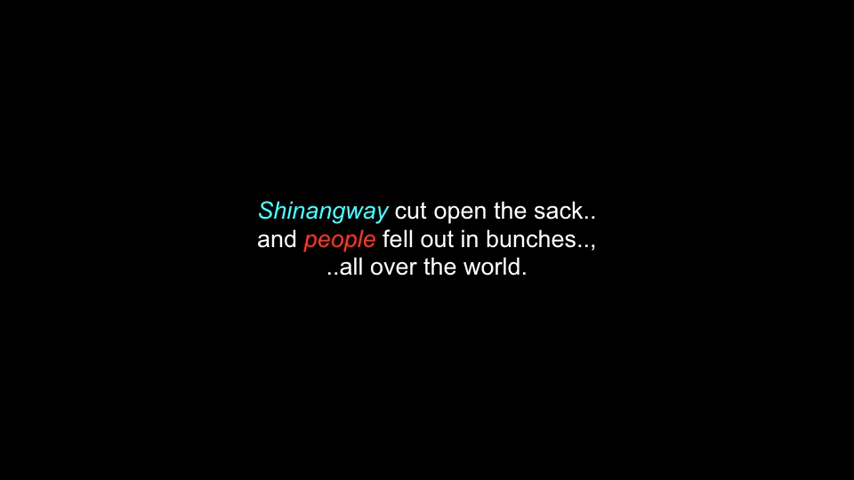 Shinangway cut open the sack..
and people fell out in bunches..,
..all over the world.